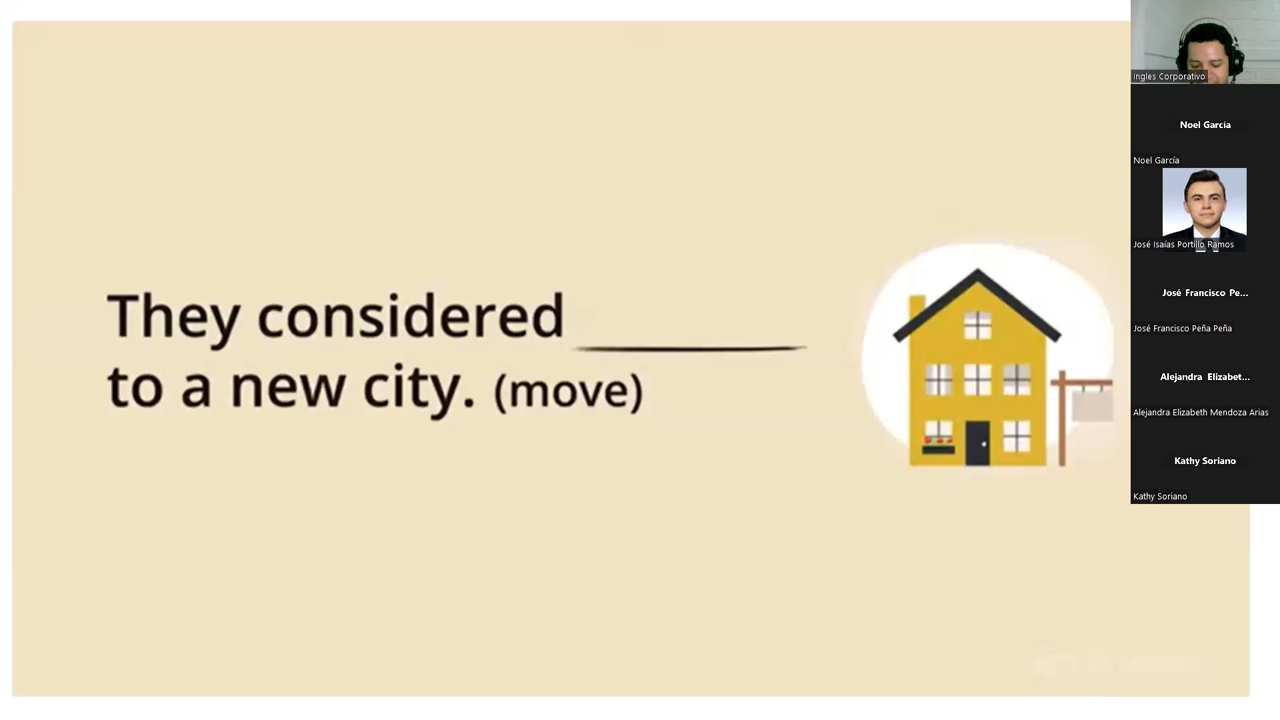 They considered ________
to a new city. (move)
Ingles Corporativo
Noel Garcia
Noel García
José Isaías Portillo Ramos
José Francisco Pe...
José Francisco Peña Peña
Alejandra Elizabet...
Alejandra Elizabeth Mendoza Arias
Kathy Soriano
Kathy Soriano